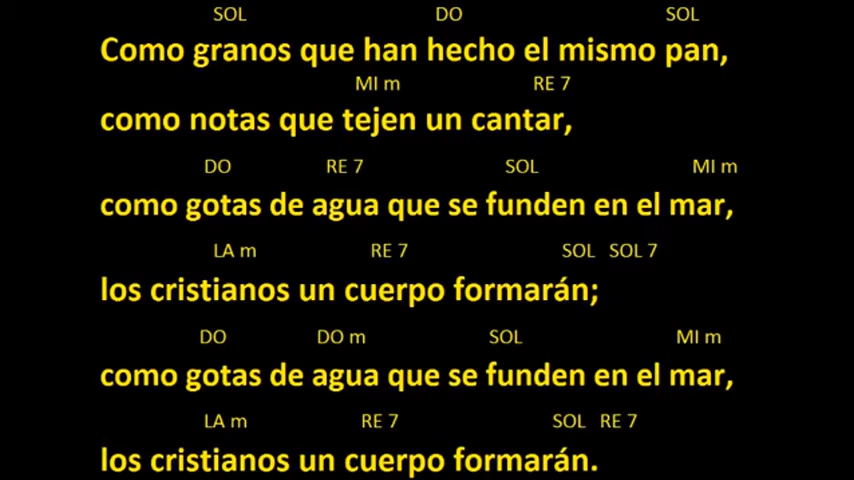 SOL DO SOL
Como granos que han hecho el mismo pan,
MI m RE 7
como notas que tejen un cantar,
DO RE 7 SOL MI m
como gotas de agua que se funden en el mar,
LA m RE 7 SOL SOL 7
los cristianos un cuerpo formarán;
DO DO m SOL MI m
como gotas de agua que se funden en el mar,
LA m RE 7 SOL RE 7
los cristianos un cuerpo formarán.